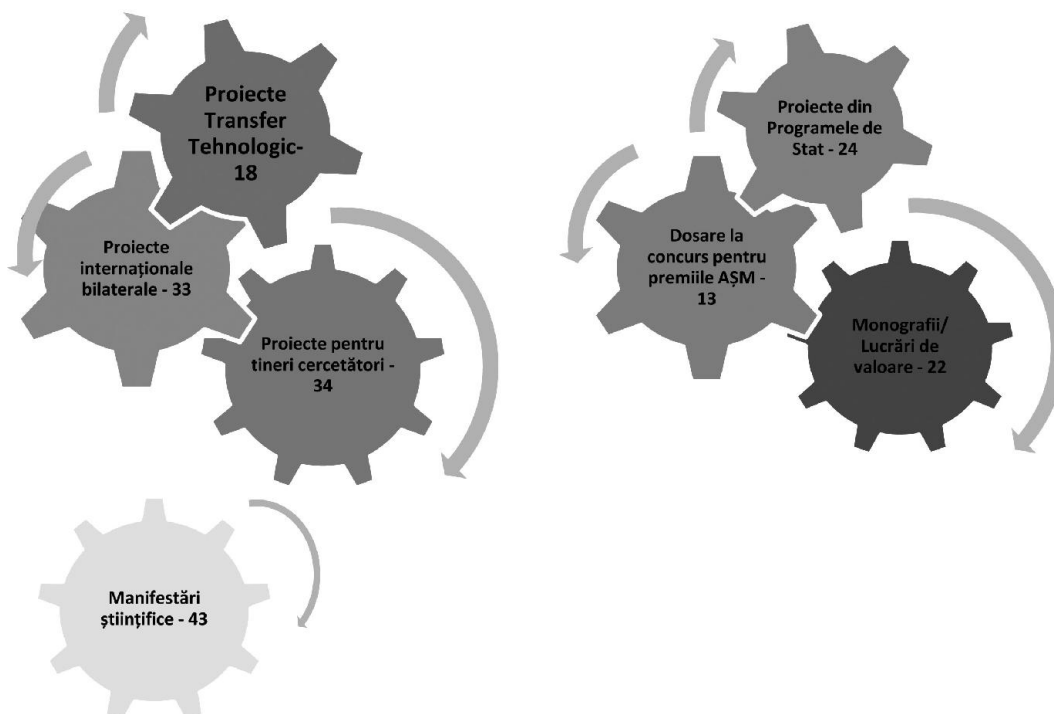 Proiecte
Transfer
Tehnologic-
18
Proiecte
internaționale
bilaterale - 33
Proiecte pentru
tineri cercetători -
34
Manifestări
științifice - 43
Proiecte din
Programele de
Stat - 24
Dosare la
concurs pentru
premiile AȘM -
13
Monografii/
Lucrări de
valoare - 22